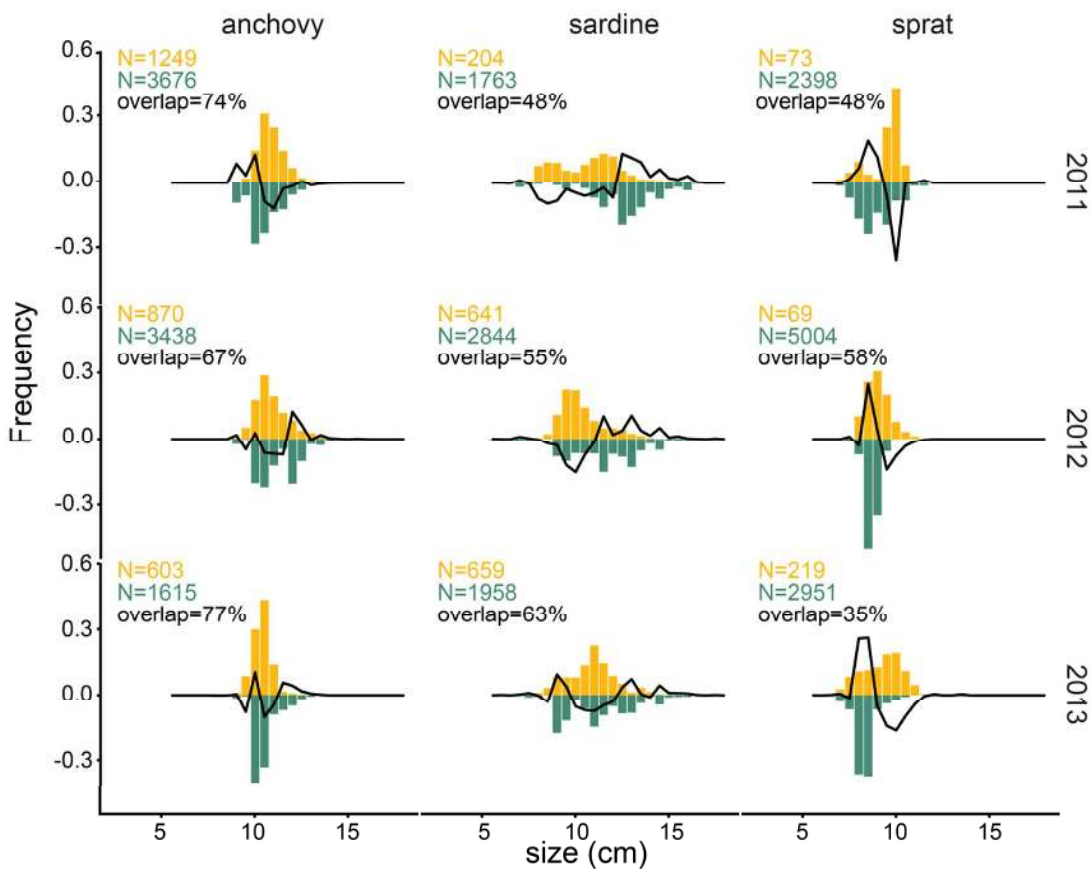 anchovy sardine sprat
0.6
0.3
0.0
-0.3
N=1249
N=3676
overlap=74%
N=204
N=1763
overlap=48%
N=73
N=2398
overlap=48%
2011
Frequency
0.6
0.3
0.0
-0.3
N=870
N=3438
overlap=67%
N=641
N=2844
overlap=55%
N=69
N=5004
overlap=58%
2012
0.6
0.3
0.0
-0.3
N=603
N=1615
overlap=77%
N=659
N=1958
overlap=63%
N=219
N=2951
overlap=35%
2013
5 10 15 5 10 15 5 10 15
size (cm)